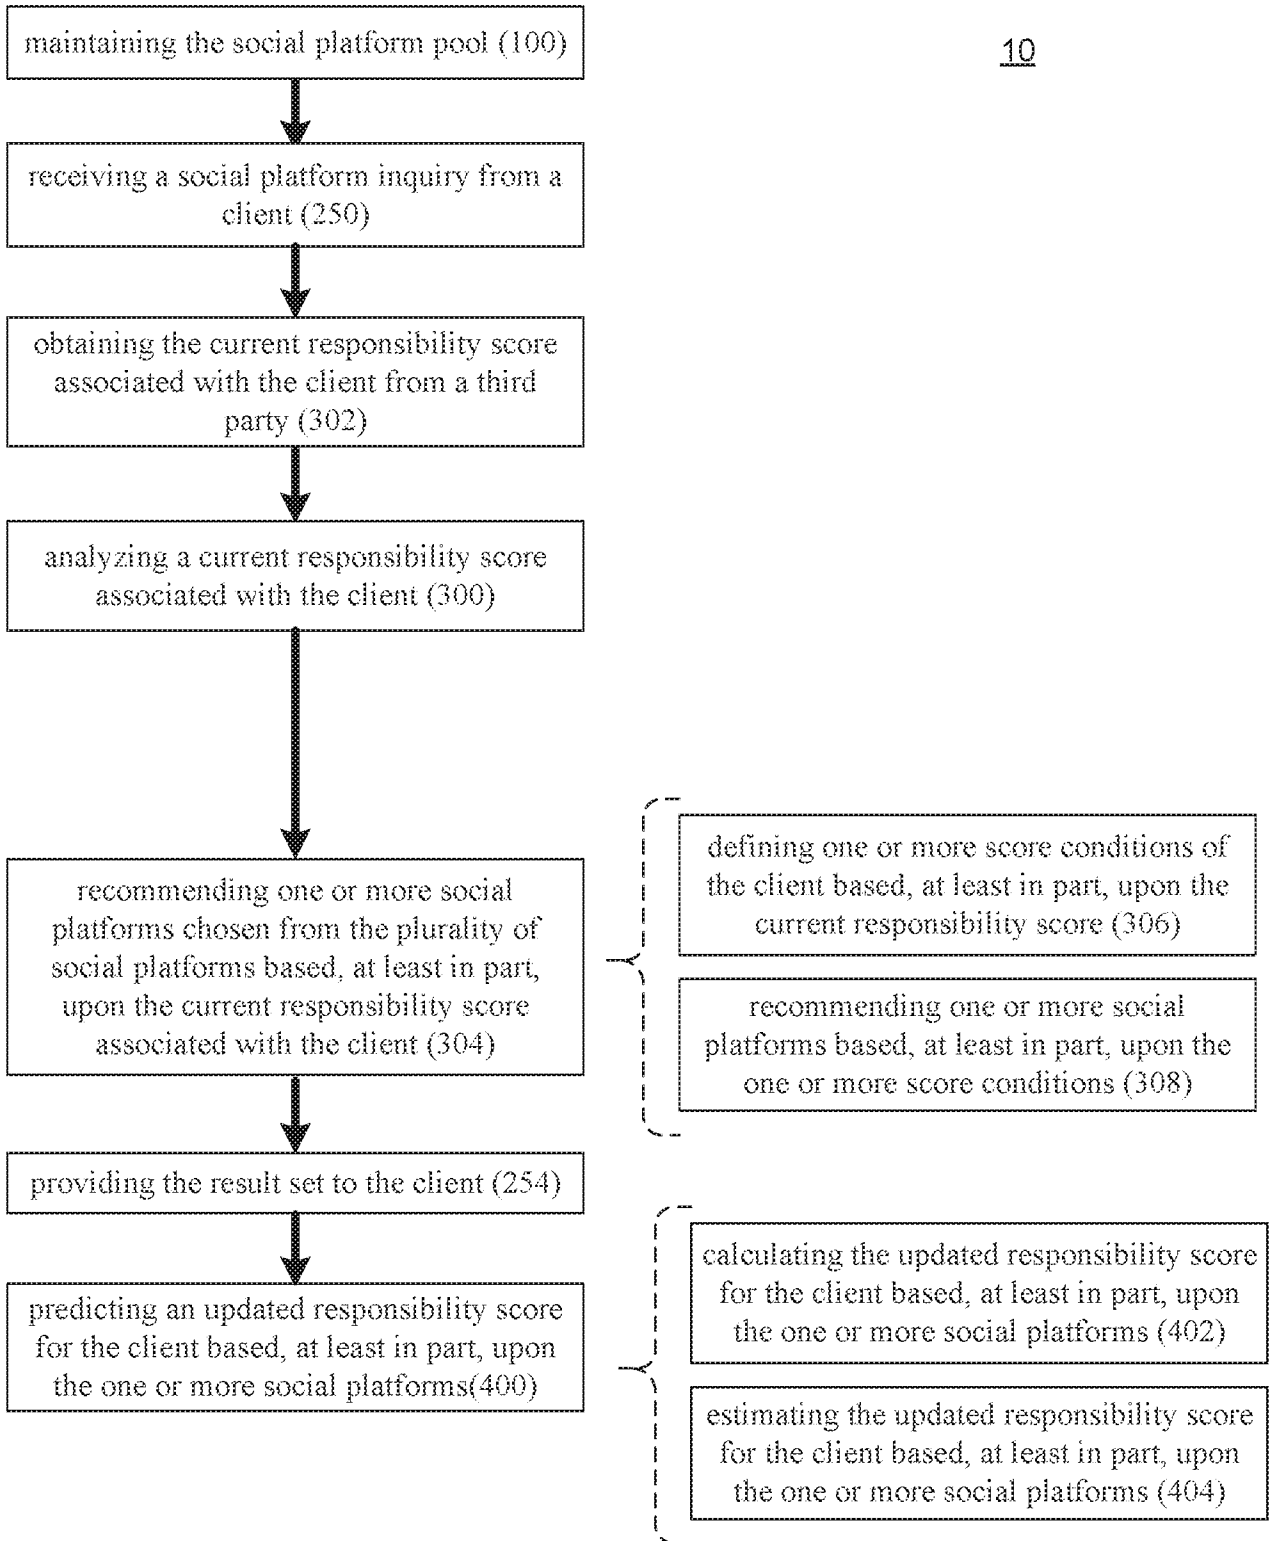 maintaining the social platform pool (100)
10
receiving a social platform inquiry from a
client (250)
obtaining the current responsibility score
associated with the client from a third
party (302)
analyzing a current responsibility score
associated with the client (300)
recommending one or more social
platforms chosen from the plurality of
social platforms based, at least in part,
upon the current responsibility score
associated with the client (304)
defining one or more score conditions of
the client based, at least in part, upon the
current responsibility score (306)
recommending one or more social
platforms based, at least in part, upon the
one or more score conditions (308)
providing the result set to the client (254)
predicting an updated responsibility score
for the client based, at least in part, upon
the one or more social platforms(400)
calculating the updated responsibility score
for the client based, at least in part, upon
the one or more social platforms (402)
estimating the updated responsibility score
for the client based, at least in part, upon
the one or more social platforms (404)